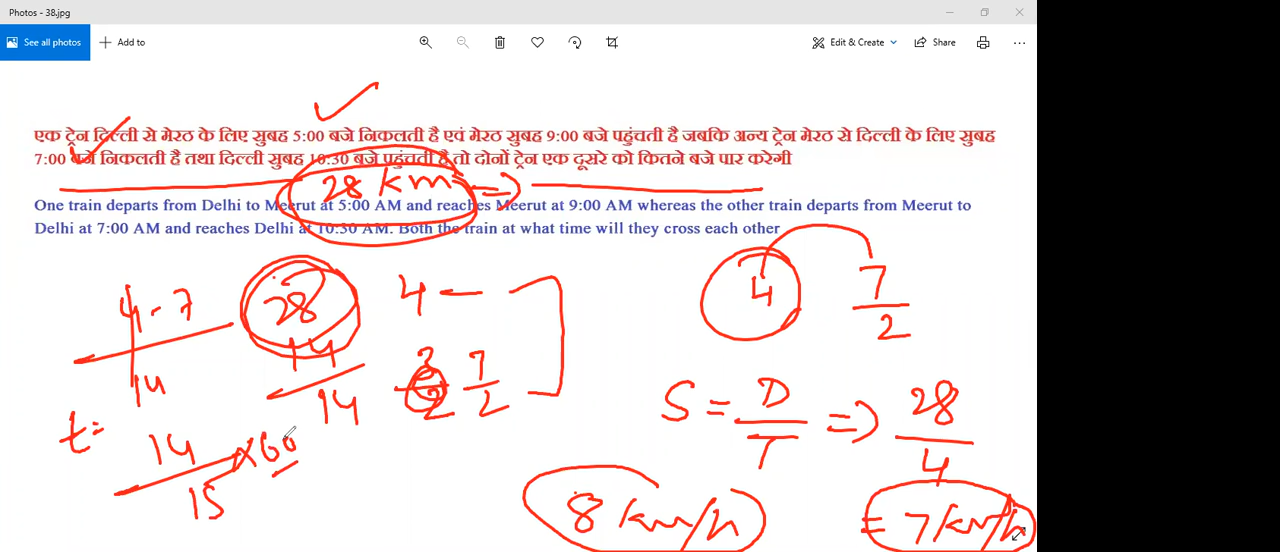 Photos - 38.jpg
See all photos + Add to Edit & Create Share
एक ट्रेन दिल्ली से मेरठ के लिए सुबह 5:00 बजे निकलती है एवं मेरठ सुबह 9:00 बजे पहुंचती है जबकि अन्य ट्रेन मेरठ से दिल्ली के लिए सुबह
7:00 बजे निकलती है तथा दिल्ली सुबह 10:30 बजे पहुंचती है तो दोनों ट्रेन एक दूसरे को कितने बजे पार करेगी
28 km =>
One train departs from Delhi to Meerut at 5:00 AM and reaches Meerut at 9:00 AM whereas the other train departs from Meerut to
Delhi at 7:00 AM and reaches Delhi at 10:30 AM. Both the train at what time will they cross each other
4 - 7
14
28
14
14
4
7
2
4 7
2
S = D
T
=> 28
4
t =
14
15
× 60
8 km/h
= 7 km/h